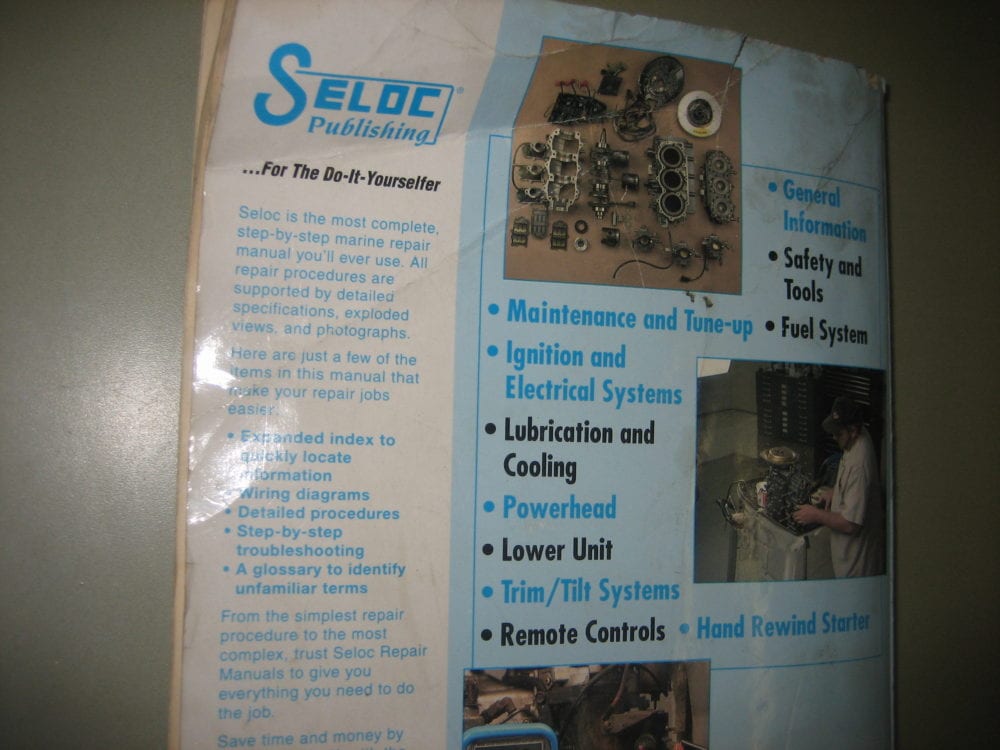 SELOC®
Publishing
...For The Do-It-Yourselfer
Seloc is the most complete,
step-by-step marine repair
manual you'll ever use. All
repair procedures are
supported by detailed
specifications, exploded
views, and photographs.
Here are just a few of the
items in this manual that
make your repair jobs
easier:
• Expanded index to
quickly locate
information
• Wiring diagrams
• Detailed procedures
• Step-by-step
troubleshooting
• A glossary to identify
unfamiliar terms
From the simplest repair
procedure to the most
complex, trust Seloc Repair
Manuals to give you
everything you need to do
the job.
Save time and money by
• General
Information
• Safety and
Tools
• Fuel System
• Maintenance and Tune-up
• Ignition and
Electrical Systems
• Lubrication and
Cooling
• Powerhead
• Lower Unit
• Trim/Tilt Systems
• Remote Controls
• Hand Rewind Starter